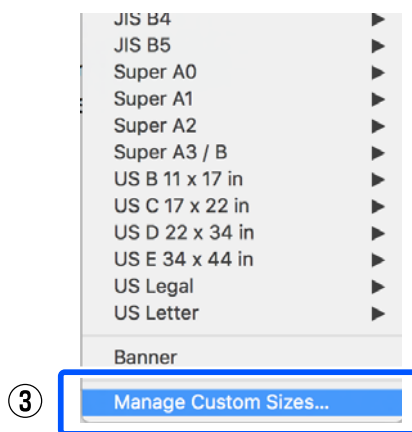 JIS B4
JIS B5
Super A0
Super A1
Super A2
Super A3 / B
US B 11 x 17 in
US C 17 x 22 in
US D 22 x 34 in
US E 34 x 44 in
US Legal
US Letter
Banner
③ Manage Custom Sizes...